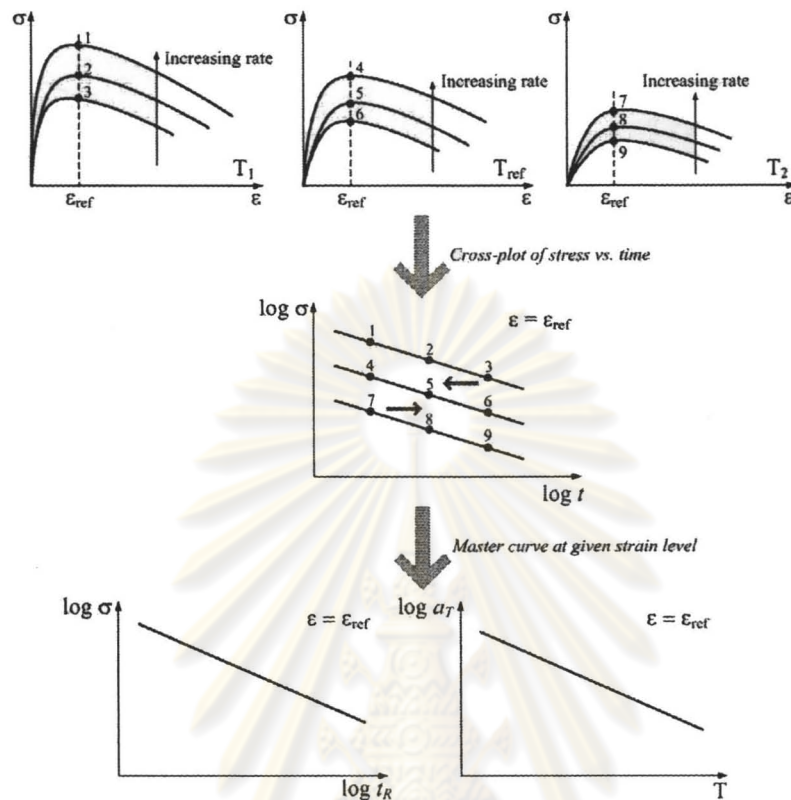 σ
1
2
3
Increasing rate
T1
εref
ε
σ
4
5
6
Increasing rate
Tref
εref
ε
σ
Increasing rate
7
8
9
T2
εref
ε
Cross-plot of stress vs. time
log σ
ε = εref
1
2
3
4
5
6
7
8
9
log t
Master curve at given strain level
log σ
ε = εref
log tR
log aT
ε = εref
T